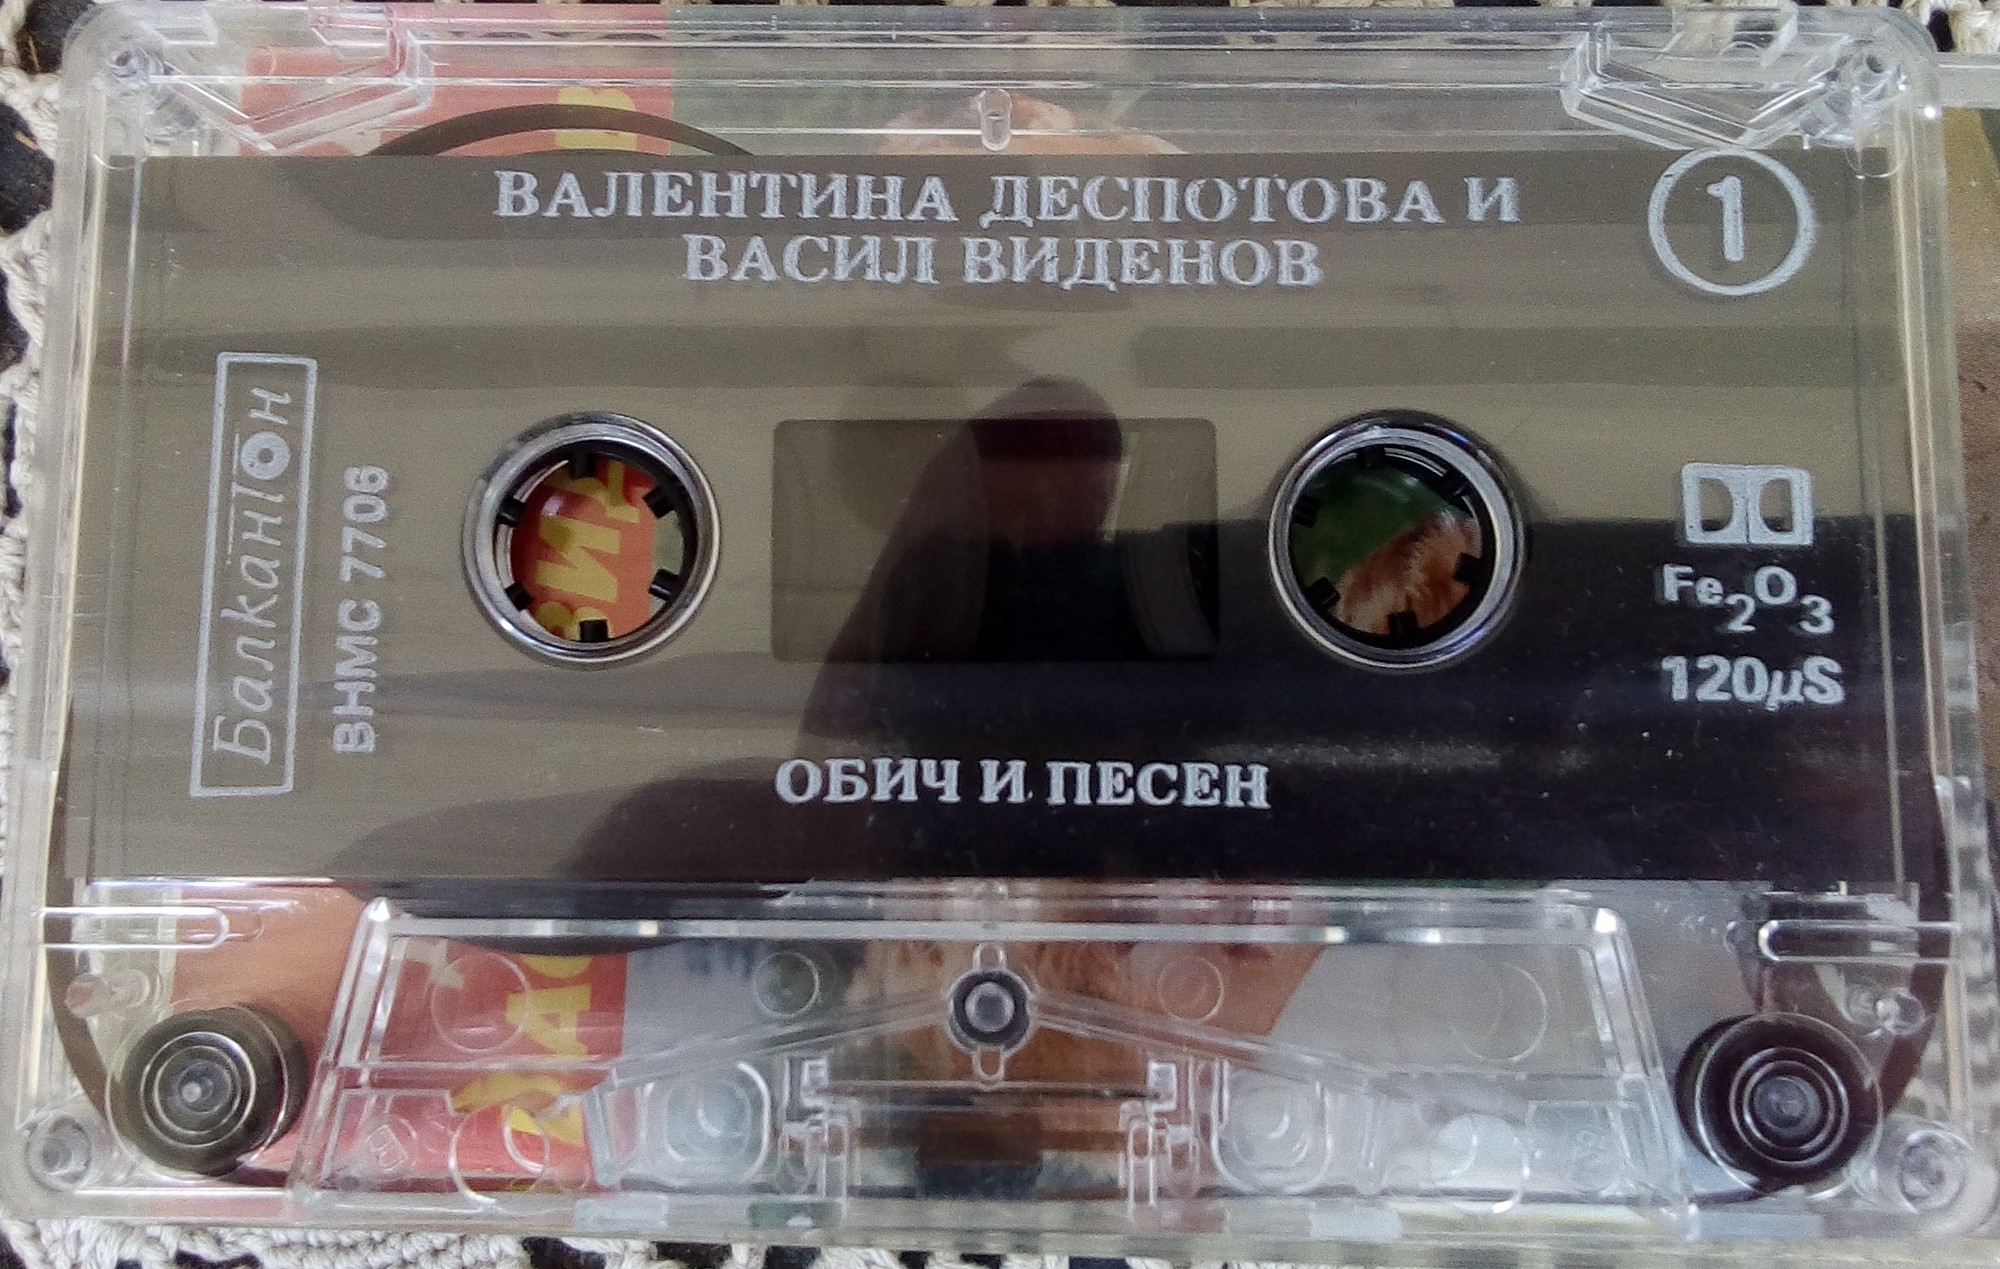 ВАЛЕНТИНА ДЕСПОТОВА И
ВАСИЛ ВИДЕНОВ
1
Балкантон
ВНМС 7706
Fe2O3
120µS
ОБИЧ И ПЕСЕН